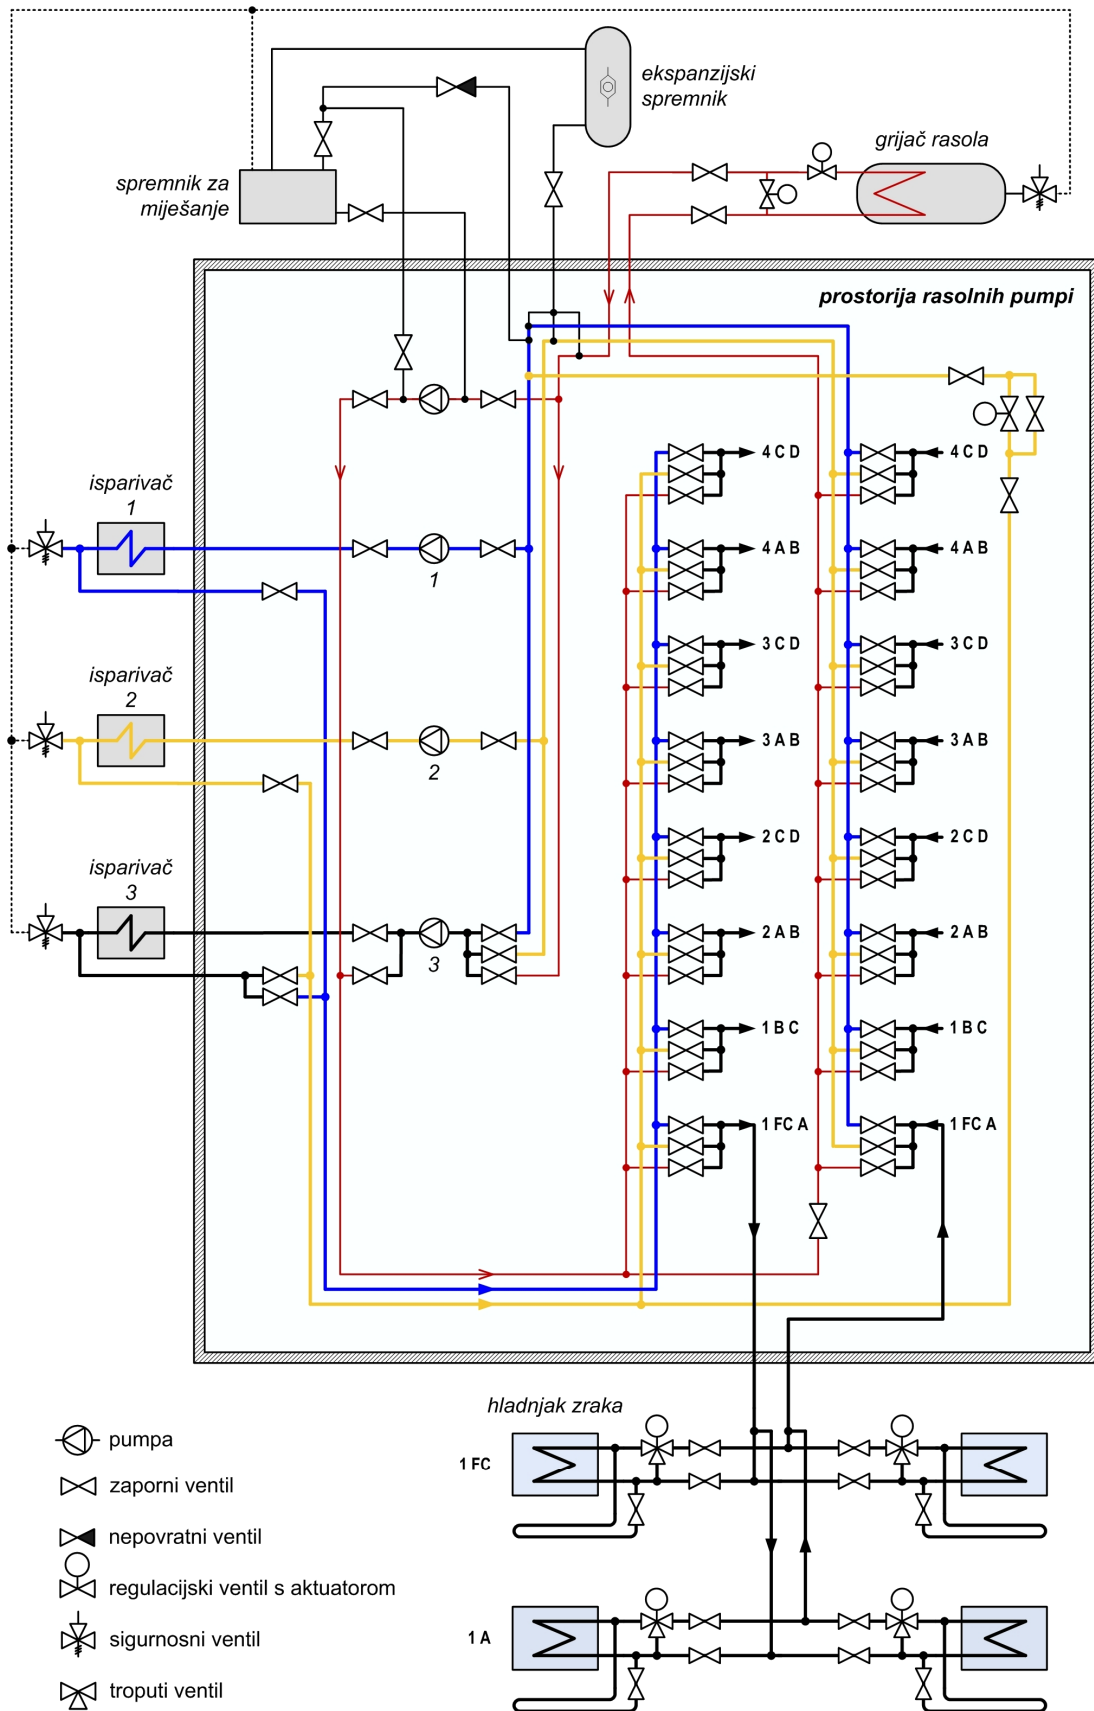 ekspanzijski
spremnik
grijač rasola
spremnik za
miješanje
prostorija rasolnih pumpi
4 C D
4 C D
isparivač
1
1
4 A B
4 A B
3 C D
3 C D
isparivač
2
2
3 A B
3 A B
2 C D
2 C D
isparivač
3
3
2 A B
2 A B
1 B C
1 B C
1 FC A
1 FC A
hladnjak zraka
1 FC
1 A
pumpa
zaporni ventil
nepovratni ventil
regulacijski ventil s aktuatorom
sigurnosni ventil
troputi ventil